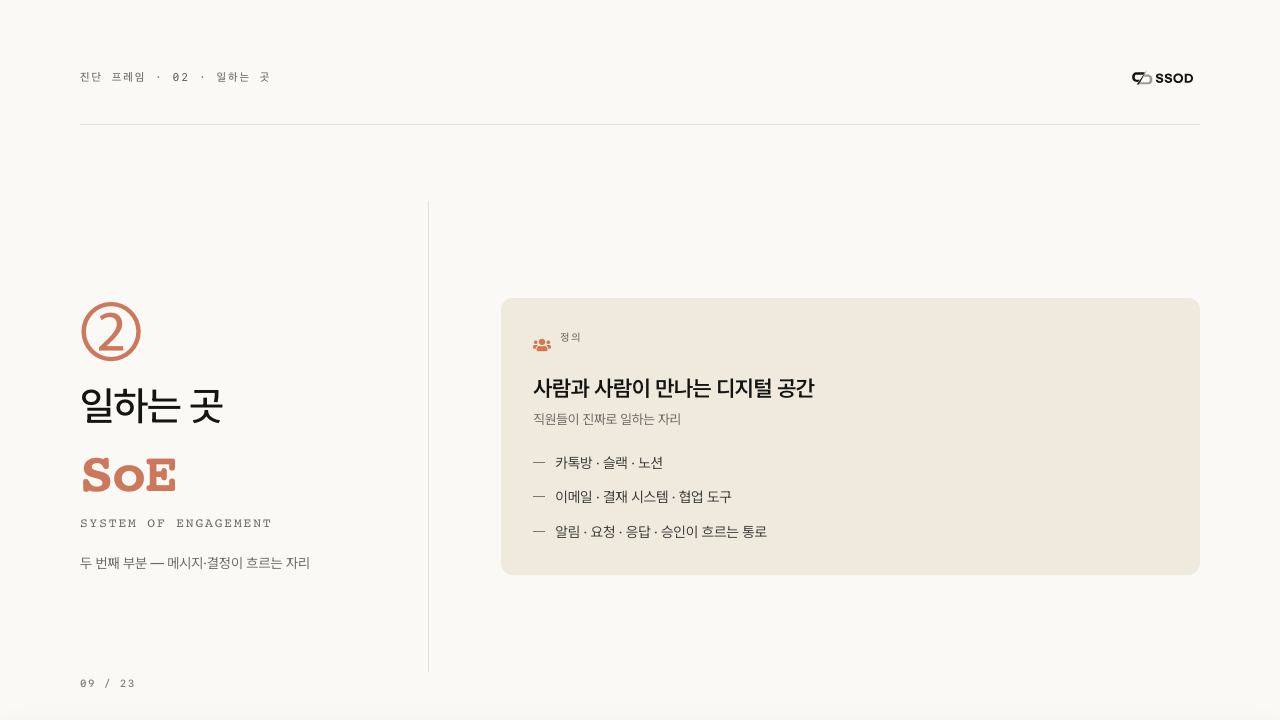 진단 프레임 · 02 · 일하는 곳
SSOD
②
일하는 곳
SoE
SYSTEM OF ENGAGEMENT
두 번째 부분 — 메시지·결정이 흐르는 자리
정의
사람과 사람이 만나는 디지털 공간
직원들이 진짜로 일하는 자리
— 카톡방 · 슬랙 · 노션
— 이메일 · 결재 시스템 · 협업 도구
— 알림 · 요청 · 응답 · 승인이 흐르는 통로
09 / 23